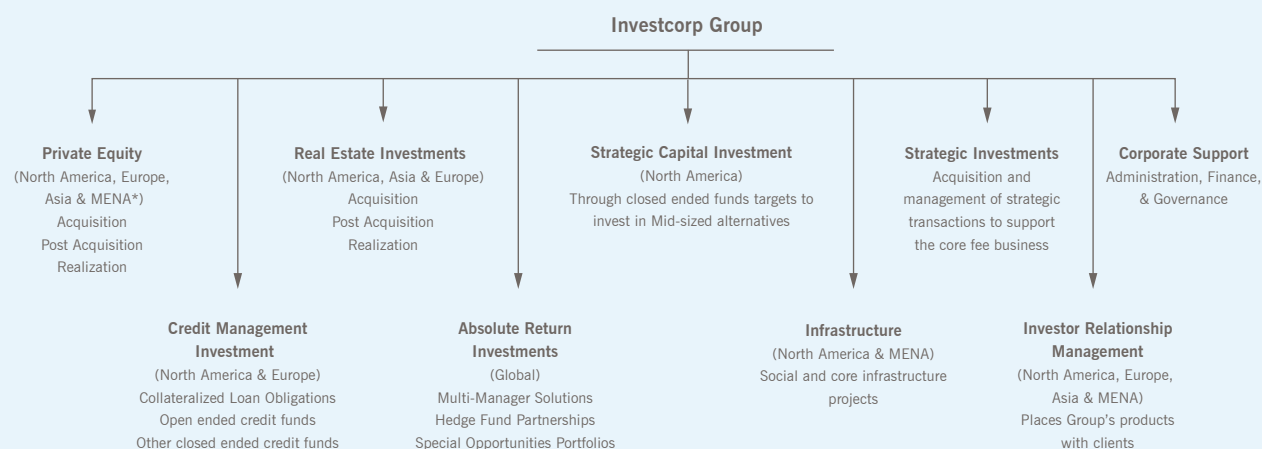 Investcorp Group
Private Equity
(North America, Europe,
Asia & MENA*)
Acquisition
Post Acquisition
Realization
Real Estate Investments
(North America, Asia & Europe)
Acquisition
Post Acquisition
Realization
Strategic Capital Investment
(North America)
Through closed ended funds targets to
invest in Mid-sized alternatives
Strategic Investments
Acquisition and
management of strategic
transactions to support
the core fee business
Corporate Support
Administration, Finance,
& Governance
Credit Management
Investment
(North America & Europe)
Collateralized Loan Obligations
Open ended credit funds
Other closed ended credit funds
Absolute Return
Investments
(Global)
Multi-Manager Solutions
Hedge Fund Partnerships
Special Opportunities Portfolios
Infrastructure
(North America & MENA)
Social and core infrastructure
projects
Investor Relationship
Management
(North America, Europe,
Asia & MENA)
Places Group's products
with clients